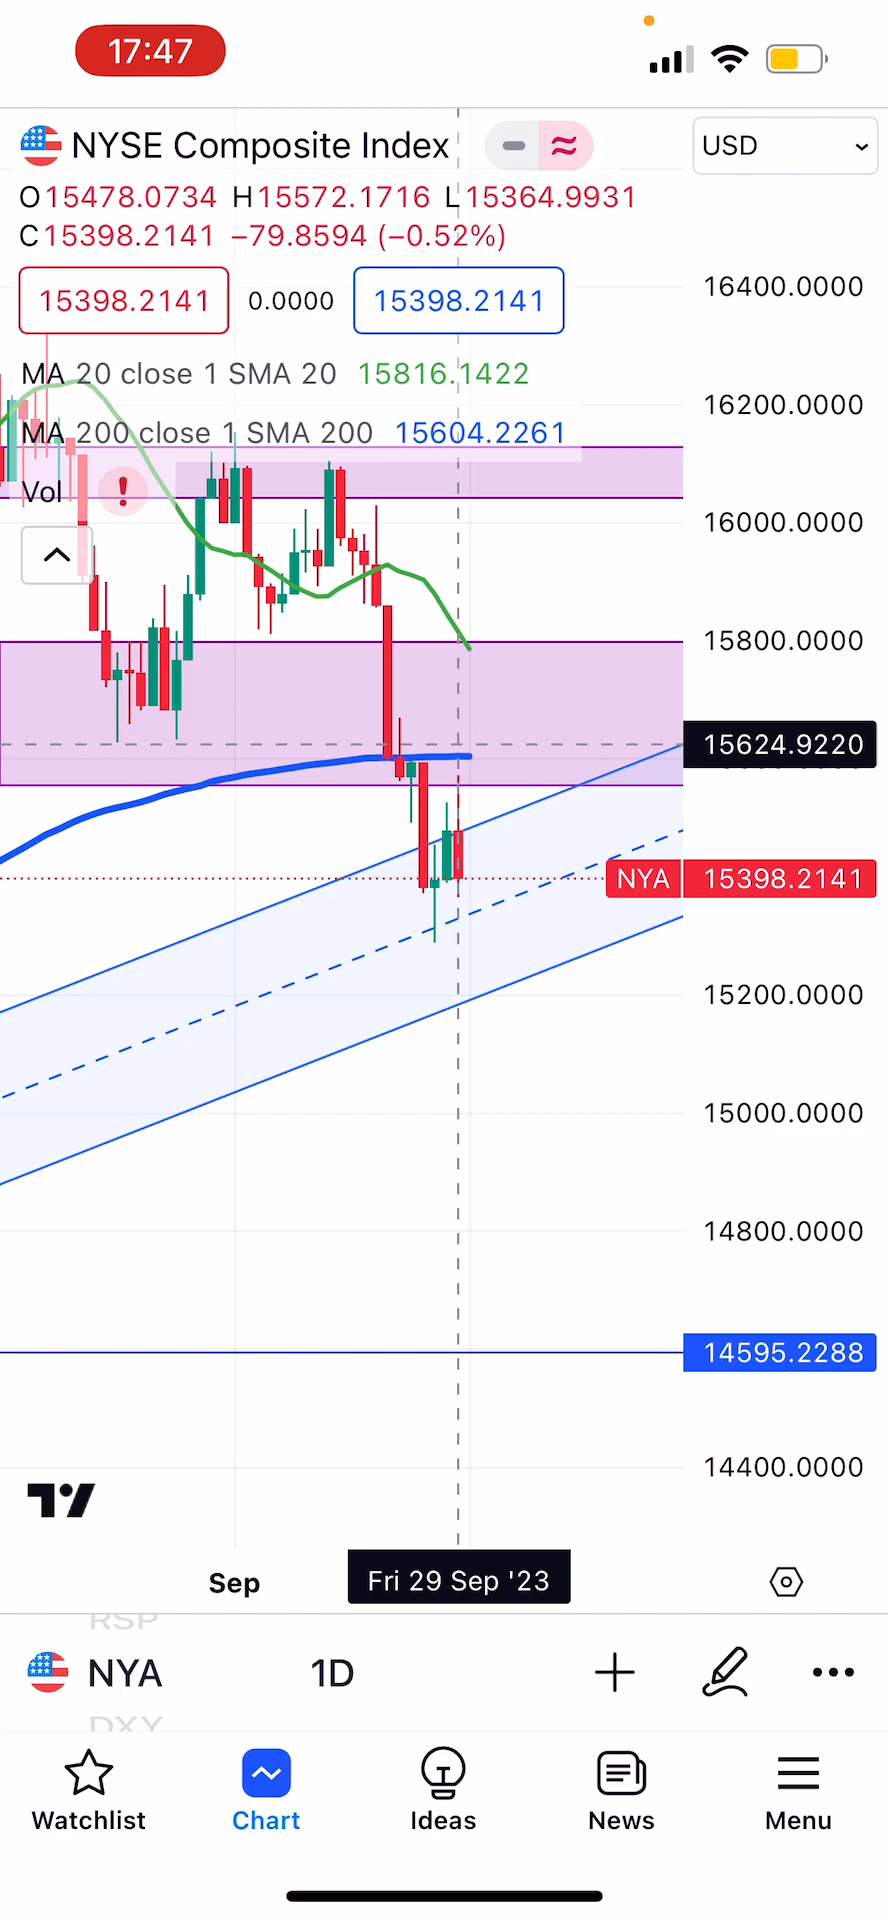 17:47
NYSE Composite Index
USD
O15478.0734 H15572.1716 L15364.9931
C15398.2141 −79.8594 (−0.52%)
15398.2141 0.0000 15398.2141
MA 20 close 1 SMA 20 15816.1422
MA 200 close 1 SMA 200 15604.2261
Vol
16400.0000
16200.0000
16000.0000
15800.0000
15624.9220
NYA 15398.2141
15200.0000
15000.0000
14800.0000
14595.2288
14400.0000
Sep Fri 29 Sep '23
RSP
NYA 1D
DXY
Watchlist Chart Ideas News Menu